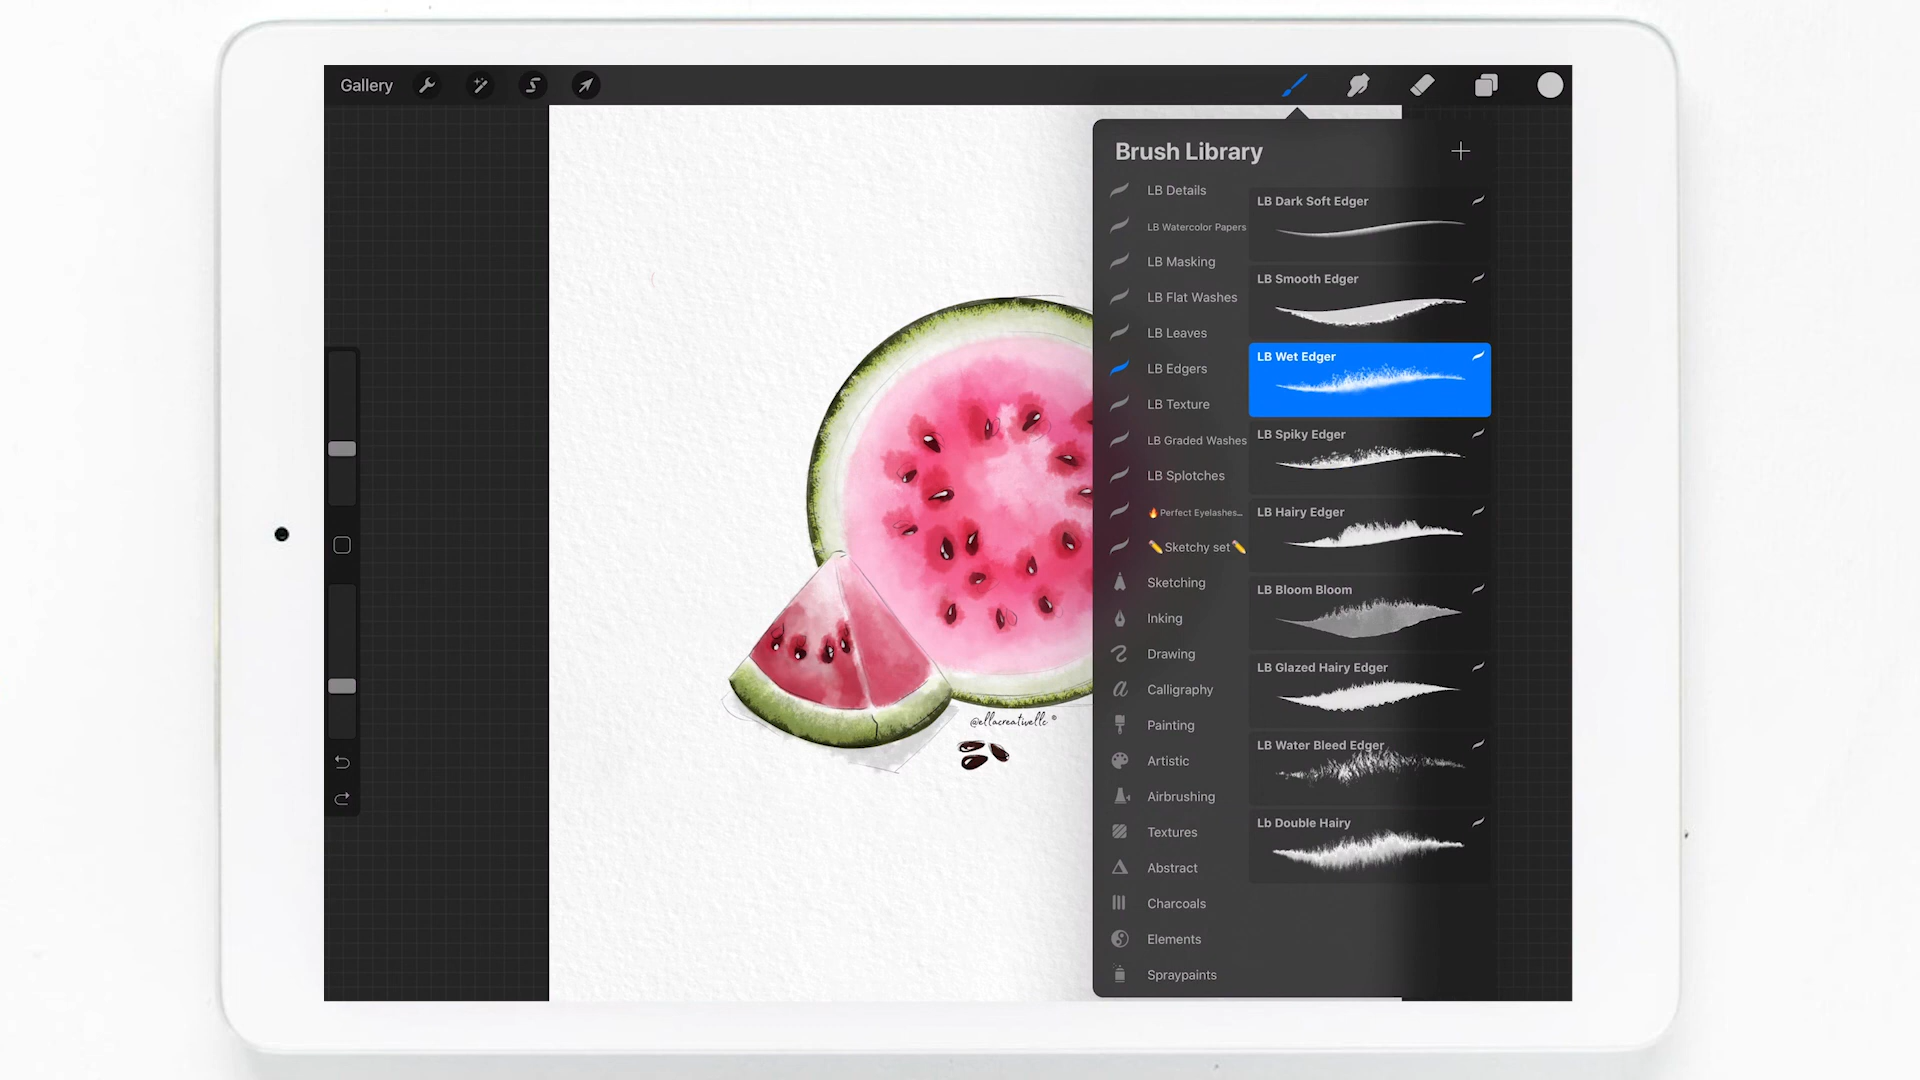 Gallery
Brush Library
LB Details
LB Watercolor Papers
LB Masking
LB Flat Washes
LB Leaves
LB Edgers
LB Texture
LB Graded Washes
LB Splotches
🔥Perfect Eyelashes...
✏️Sketchy set✏️
Sketching
Inking
Drawing
Calligraphy
Painting
Artistic
Airbrushing
Textures
Abstract
Charcoals
Elements
Spraypaints
LB Dark Soft Edger
LB Smooth Edger
LB Wet Edger
LB Spiky Edger
LB Hairy Edger
LB Bloom Bloom
LB Glazed Hairy Edger
LB Water Bleed Edger
Lb Double Hairy
@ellacreativellc ©